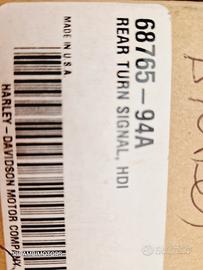 68765-94A
REAR TURN SIGNAL, HDI
MADE IN U.S.A.
HARLEY-DAVIDSON MOTOR COMPANY,